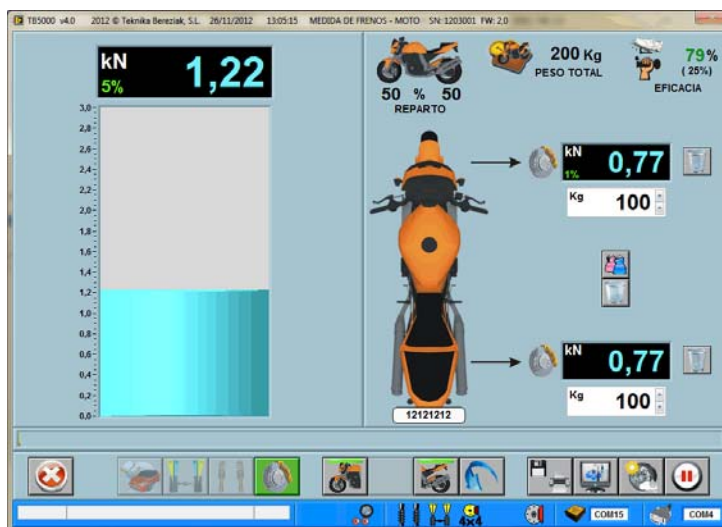 TB5000 v4.0 2012 © Teknika Bereziak, S.L. 26/11/2012 13:05:15 MEDIDA DE FRENOS - MOTO SN: 1203001 FW: 2,0
kN
5%
1,22
3,0
2,8
2,6
2,4
2,2
2,0
1,8
1,6
1,4
1,2
1,0
0,8
0,6
0,4
0,2
0,0
50 % 50
REPARTO
200 Kg
PESO TOTAL
79%
(25%)
EFICACIA
kN
1%
0,77
Kg 100
kN
0,77
Kg 100
12121212
4x4
COM15
COM4